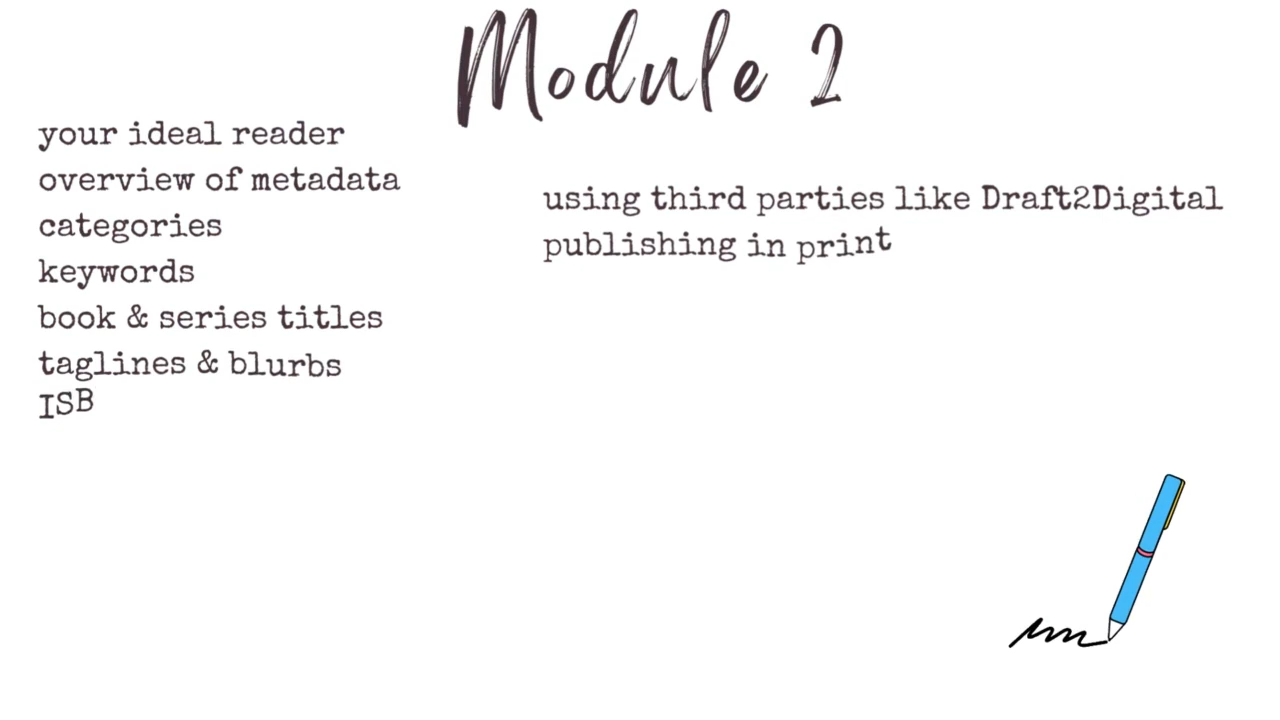 Module 2
your ideal reader
overview of metadata
categories
keywords
book & series titles
taglines & blurbs
ISB
using third parties like Draft2Digital
publishing in print